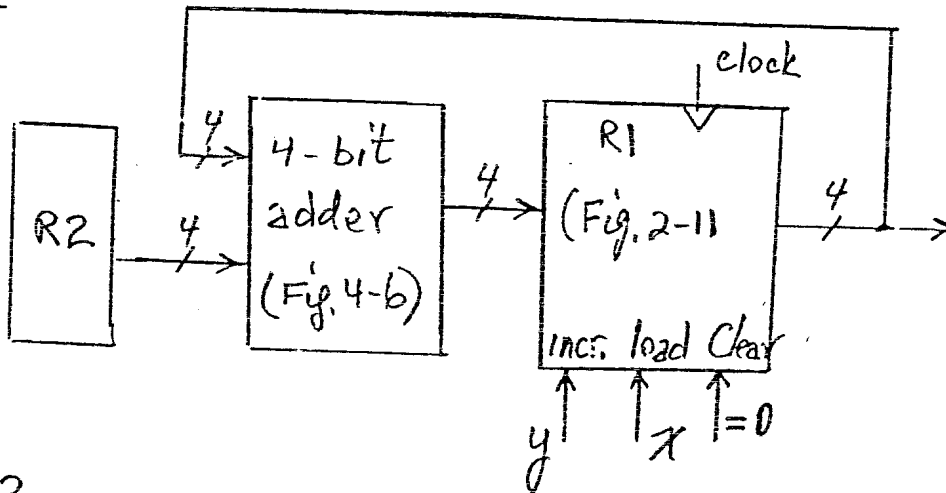 clock
4
4-bit
adder
(Fig. 4-b)
R2
4
4
R1
(Fig. 2-11
incr. load Clear
4
y
x
=0
2